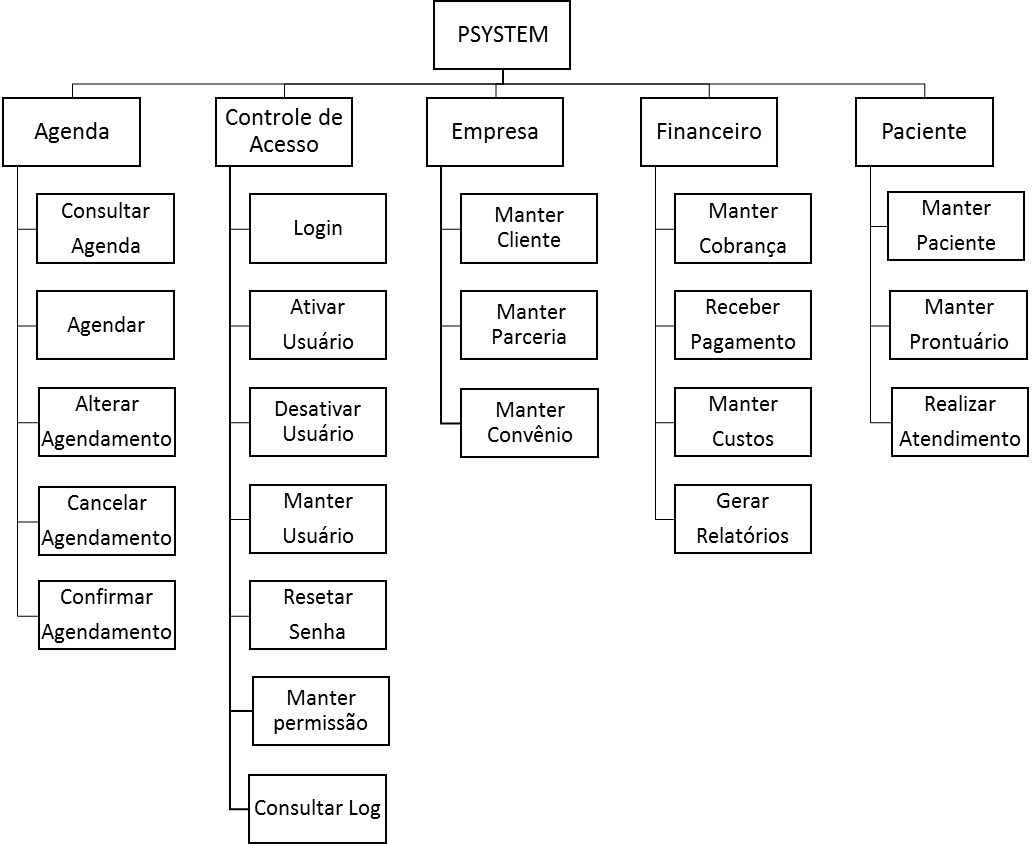 PSYSTEM
Agenda
Consultar
Agenda
Agendar
Alterar
Agendamento
Cancelar
Agendamento
Confirmar
Agendamento
Controle de
Acesso
Login
Ativar
Usuário
Desativar
Usuário
Manter
Usuário
Resetar
Senha
Manter
permissão
Consultar Log
Empresa
Manter
Cliente
Manter
Parceria
Manter
Convênio
Financeiro
Manter
Cobrança
Receber
Pagamento
Manter
Custos
Gerar
Relatórios
Paciente
Manter
Paciente
Manter
Prontuário
Realizar
Atendimento